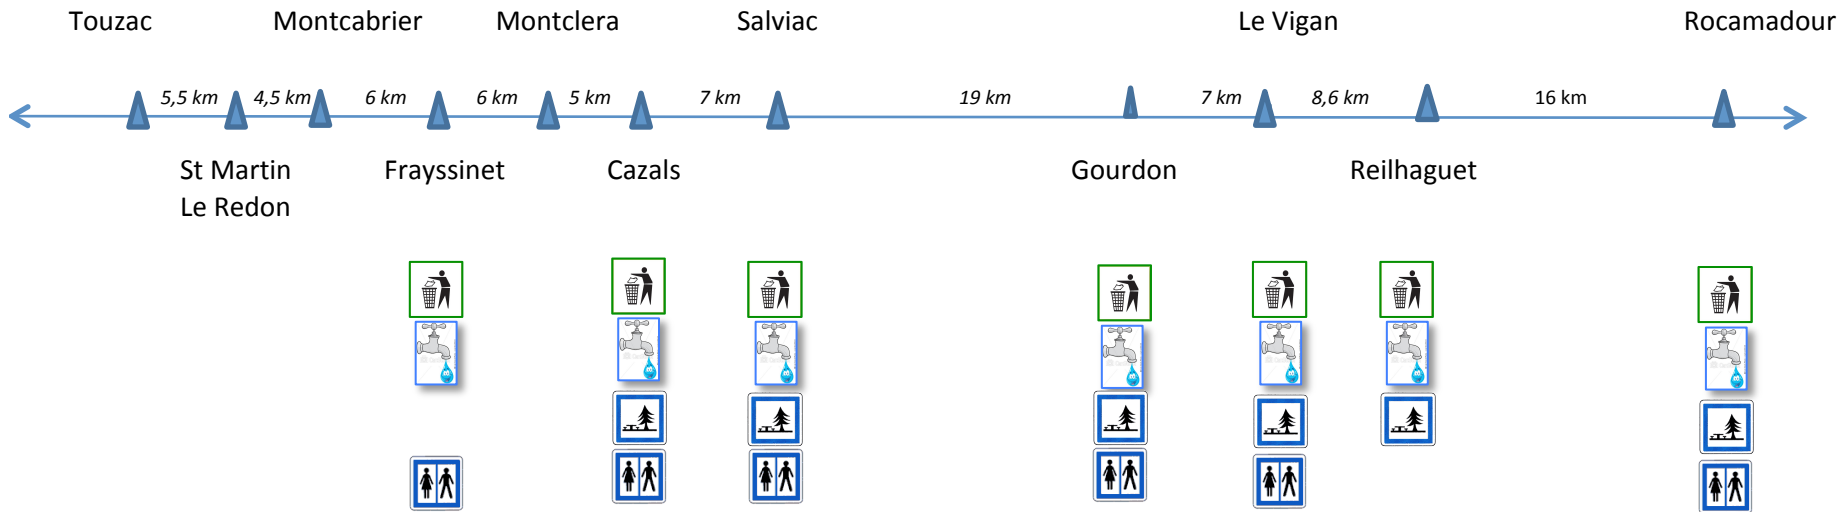 Touzac Montcabrier Montclera Salviac Le Vigan Rocamadour
5,5 km 4,5 km 6 km 6 km 5 km 7 km 19 km 7 km 8,6 km 16 km
St Martin Frayssinet Cazals Gourdon Reilhaguet
Le Redon